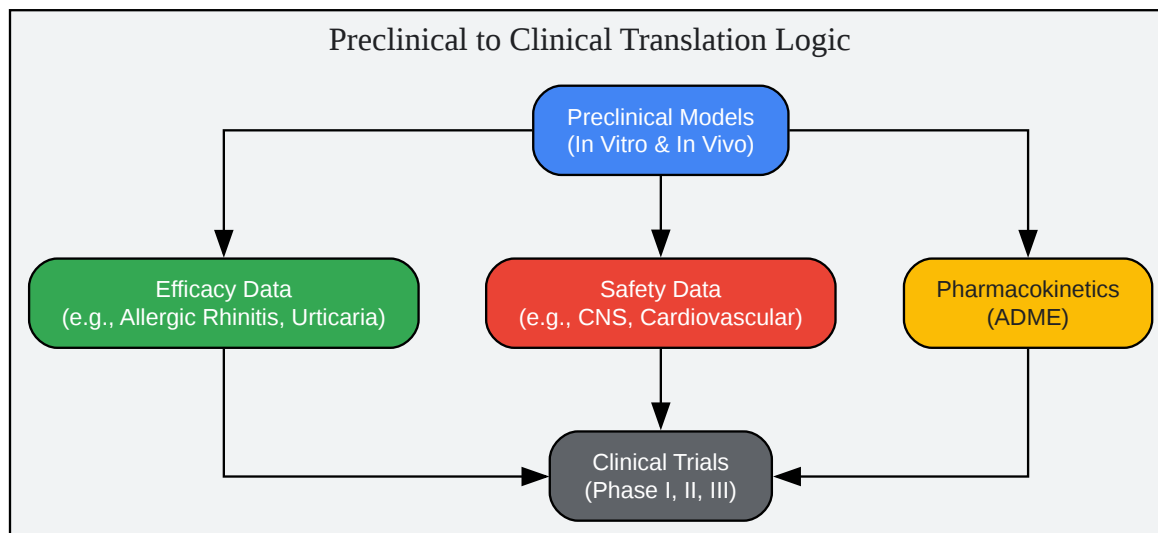 Preclinical to Clinical Translation Logic
Preclinical Models
(In Vitro & In Vivo)
Efficacy Data
(e.g., Allergic Rhinitis, Urticaria)
Safety Data
(e.g., CNS, Cardiovascular)
Pharmacokinetics
(ADME)
Clinical Trials
(Phase I, II, III)